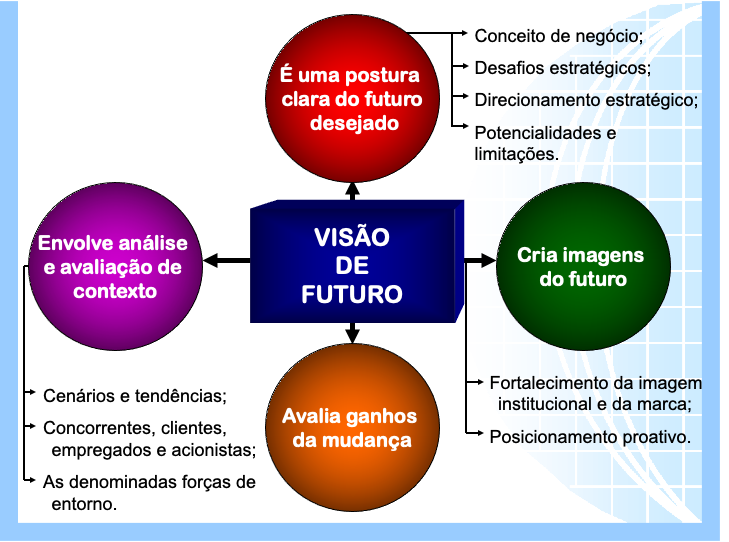 É uma postura
clara do futuro
desejado
Conceito de negócio;
Desafios estratégicos;
Direcionamento estratégico;
Potencialidades e
limitações.
Envolve análise
e avaliação de
contexto
VISÃO
DE
FUTURO
Cria imagens
do futuro
Cenários e tendências;
Concorrentes, clientes,
empregados e acionistas;
As denominadas forças de
entorno.
Avalia ganhos
da mudança
Fortalecimento da imagem
institucional e da marca;
Posicionamento proativo.